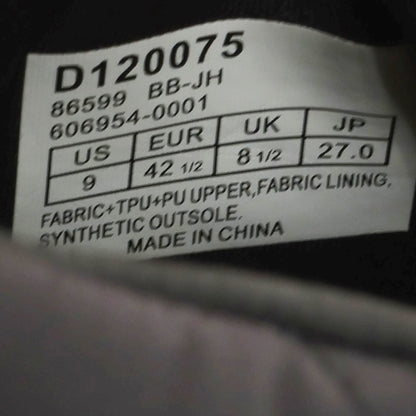 D120075
86599 BB-JH
606954-0001
US EUR UK JP
9 42 1/2 8 1/2 27.0
FABRIC+TPU+PU UPPER,FABRIC LINING.
SYNTHETIC OUTSOLE.
MADE IN CHINA